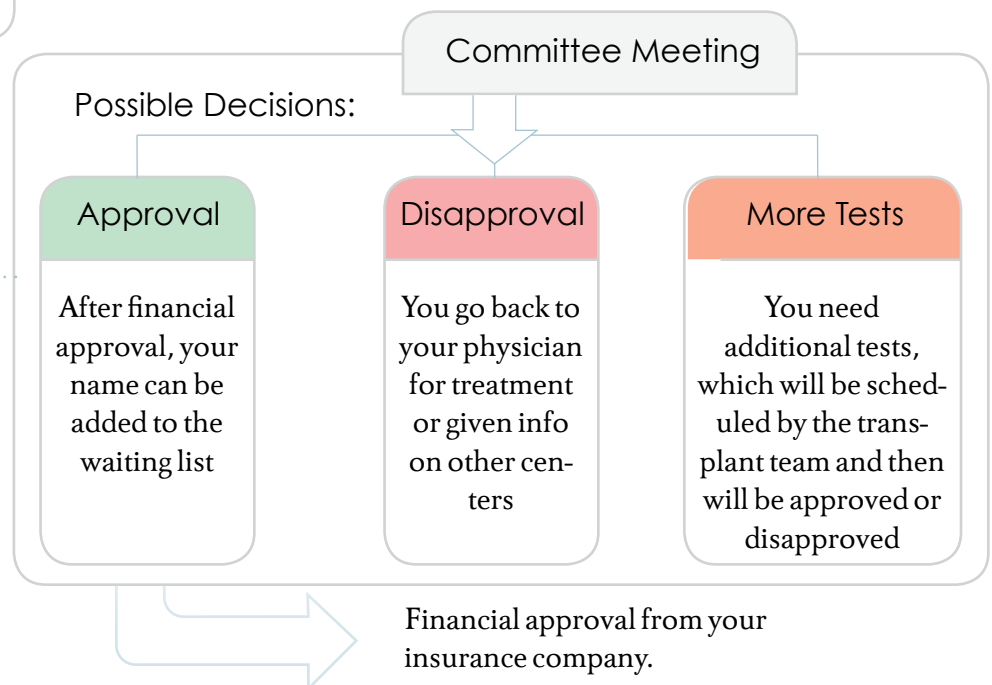 Committee Meeting
Possible Decisions:
Approval
After financial
approval, your
name can be
added to the
waiting list
Disapproval
You go back to
your physician
for treatment
or given info
on other cen-
ters
More Tests
You need
additional tests,
which will be sched-
uled by the trans-
plant team and then
will be approved or
disapproved
Financial approval from your
insurance company.